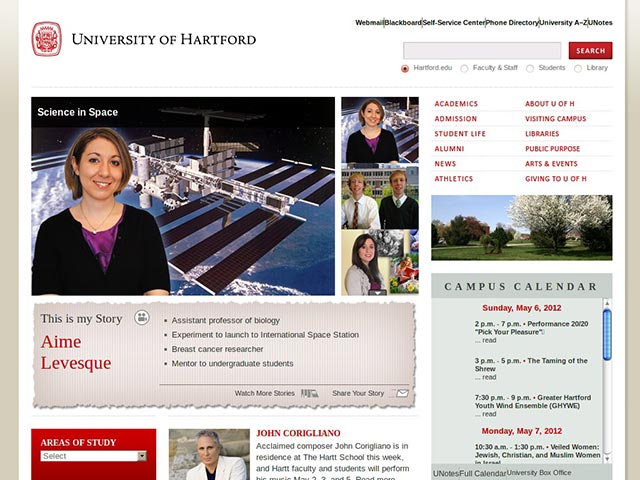 UNIVERSITY OF HARTFORD
Webmail Blackboard Self-Service Center Phone Directory University A–Z UNotes
SEARCH
Hartford.edu Faculty & Staff Students Library
Science in Space
ACADEMICS ABOUT U OF H
ADMISSION VISITING CAMPUS
STUDENT LIFE LIBRARIES
ALUMNI PUBLIC PURPOSE
NEWS ARTS & EVENTS
ATHLETICS GIVING TO U OF H
This is my Story
Aime
Levesque
Assistant professor of biology
Experiment to launch to International Space Station
Breast cancer researcher
Mentor to undergraduate students
Watch More Stories Share Your Story
CAMPUS CALENDAR
Sunday, May 6, 2012
2 p.m. - 7 p.m. • Performance 20/20
"Pick Your Pleasure"
... read
3 p.m. - 5 p.m. • The Taming of the
Shrew
... read
7:30 p.m. - 9 p.m. • Greater Hartford
Youth Wind Ensemble (GHYWE)
... read
Monday, May 7, 2012
10:30 a.m. - 1:30 p.m. • Veiled Women:
Jewish, Christian, and Muslim Women
in Israel
UNotes Full Calendar University Box Office
AREAS OF STUDY
Select
JOHN CORIGLIANO
Acclaimed composer John Corigliano is in
residence at The Hartt School this week,
and Hartt faculty and students will perform
his music May 2, 3, and 5. Read more